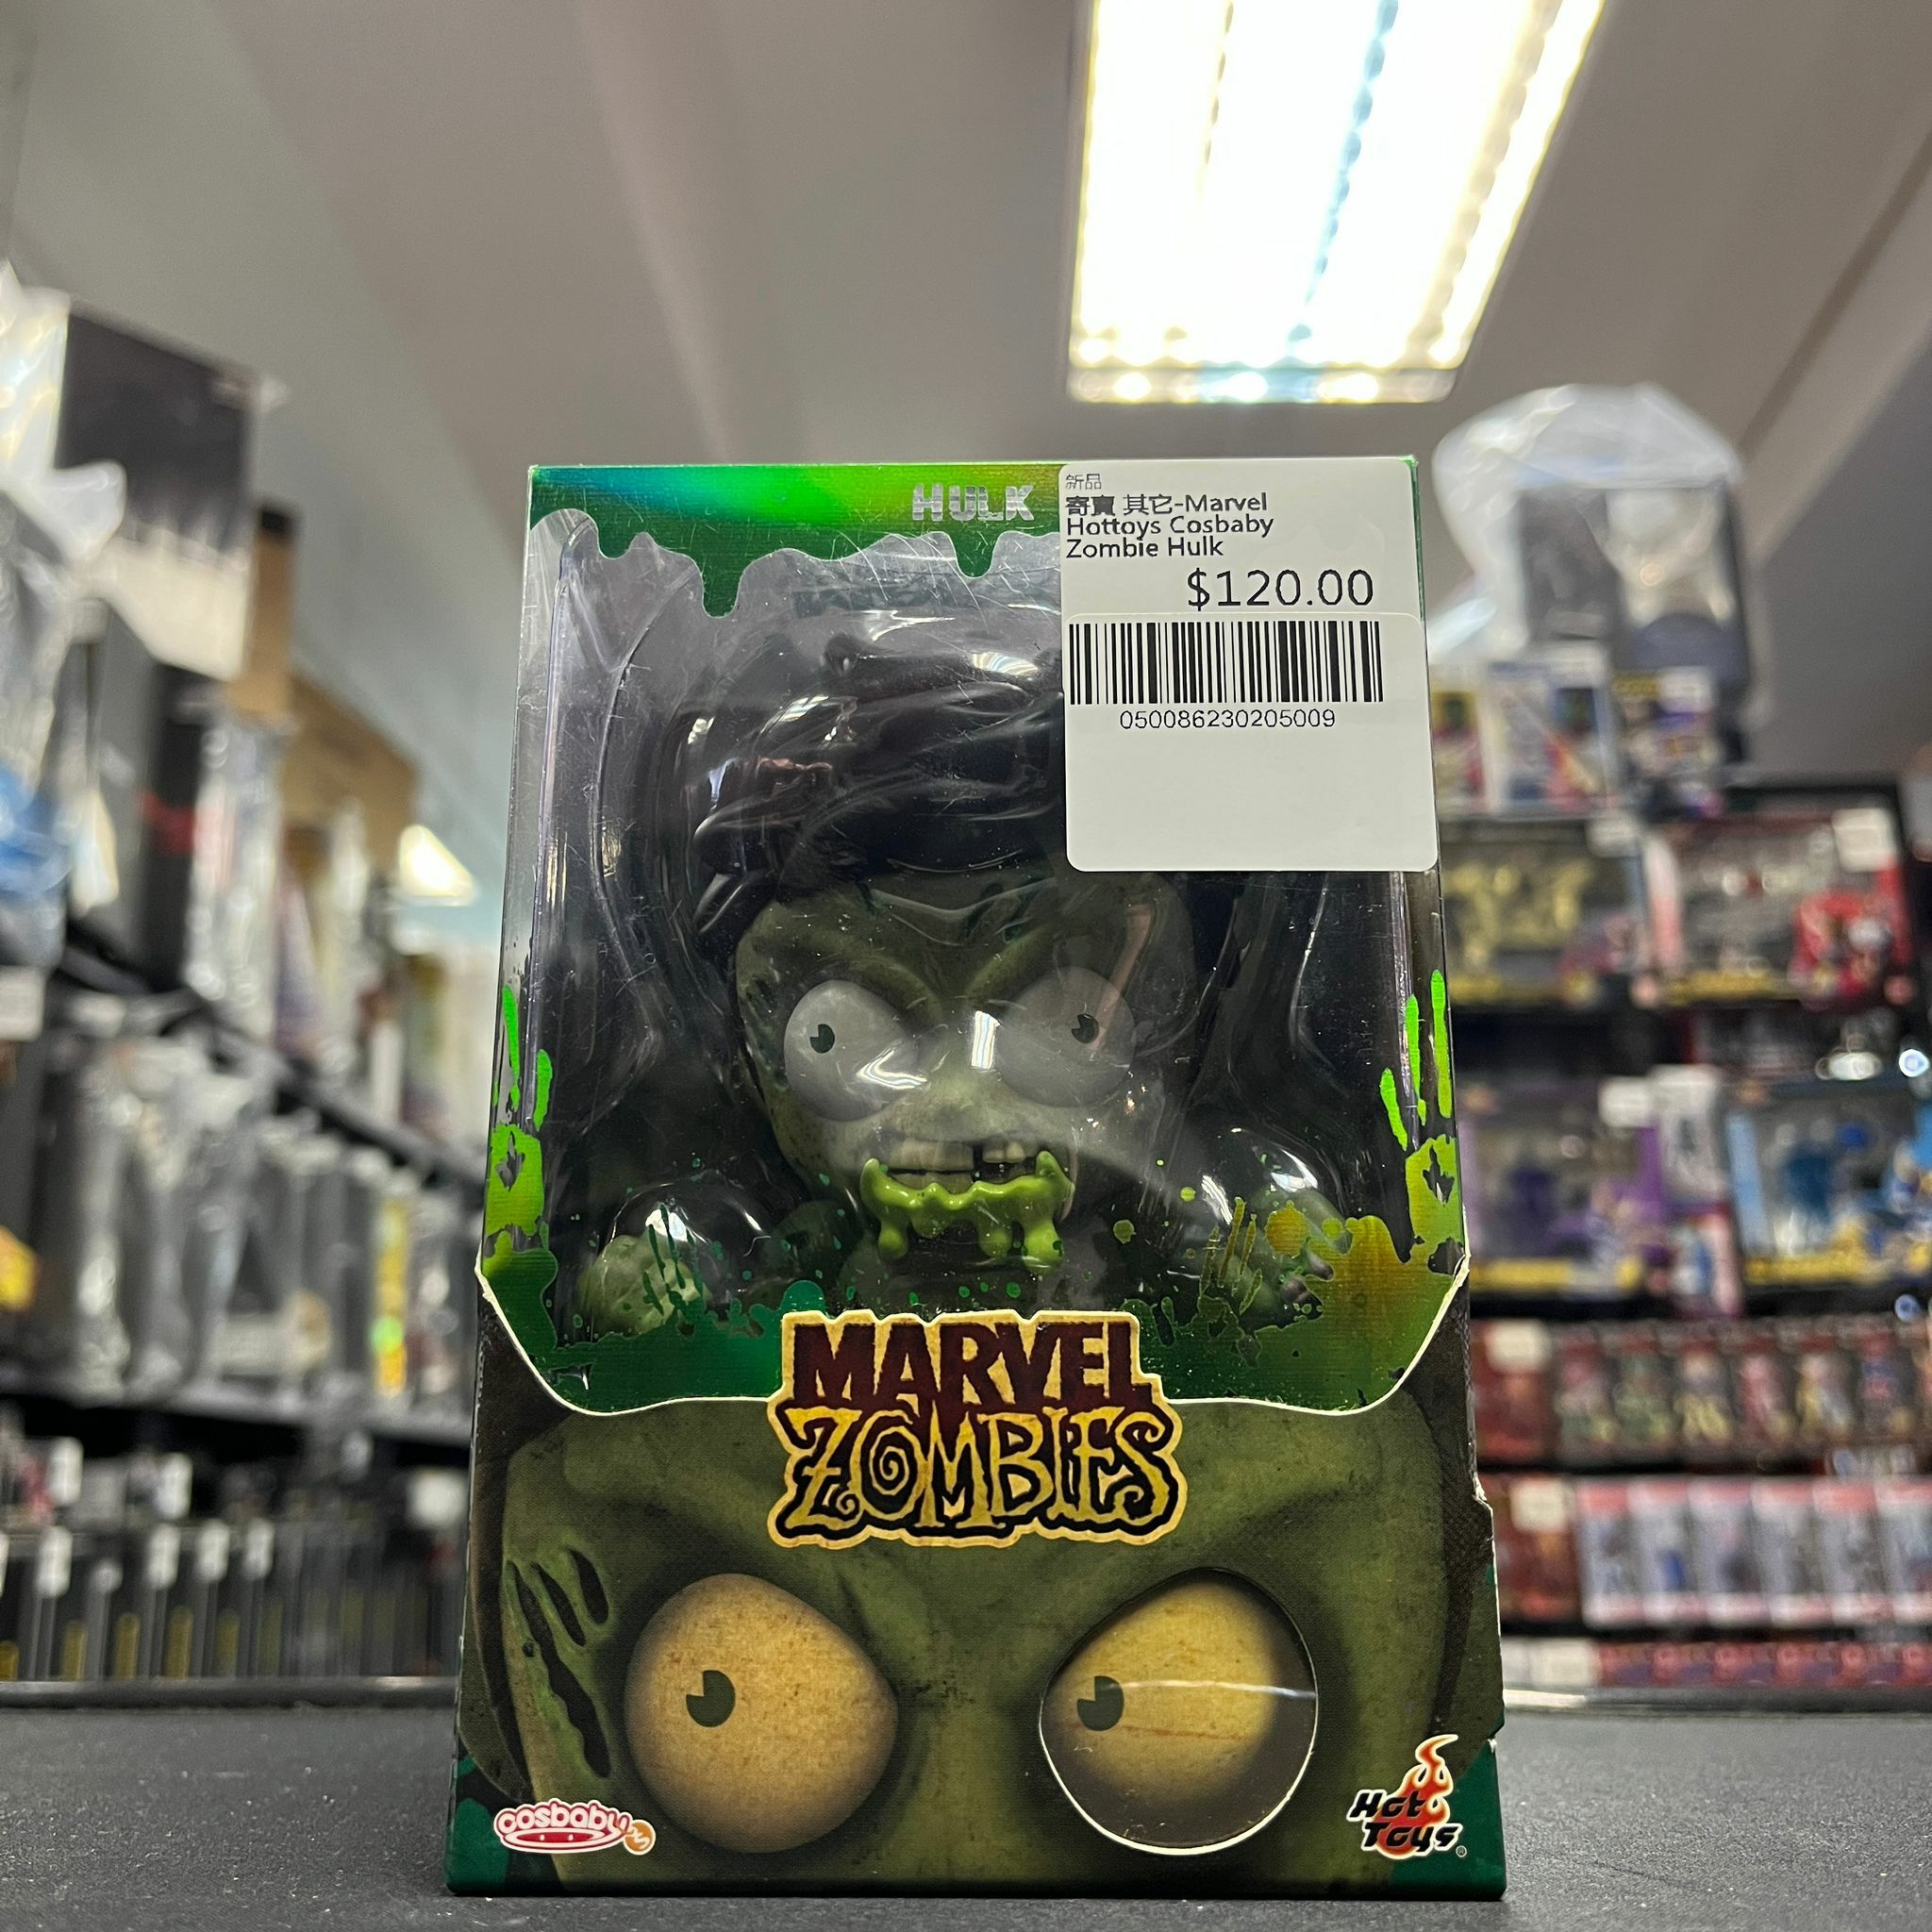 HULK
新品
寄賣 其它-Marvel
Hottoys Cosbaby
Zombie Hulk
$120.00
050086230205009
MARVEL
ZOMBIES
cosbaby
Hot
Toys®